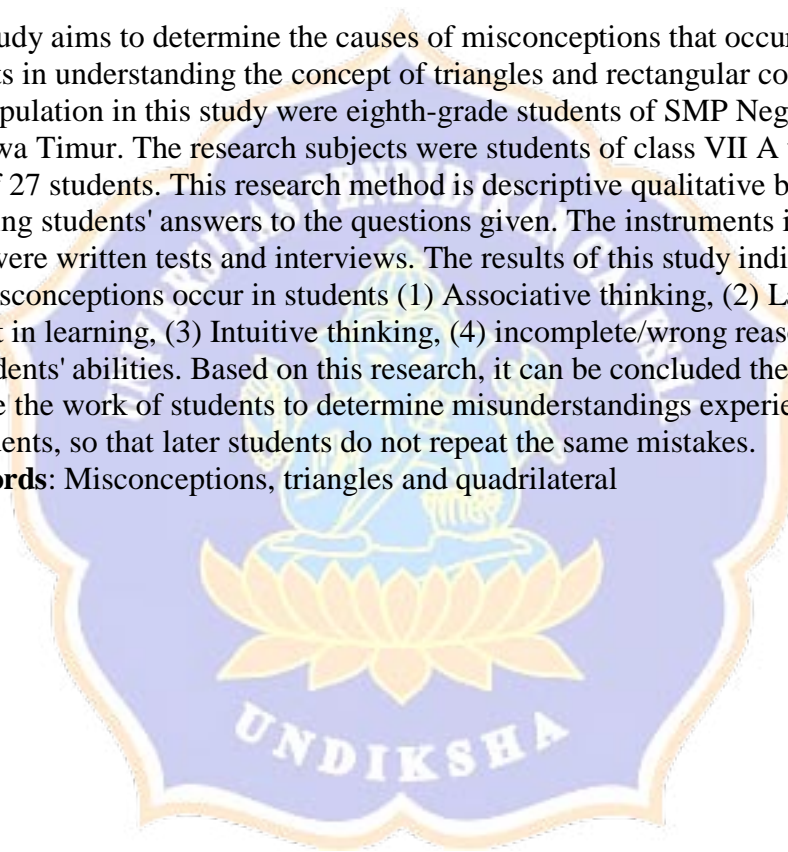 udy aims to determine the causes of misconceptions that occur
ts in understanding the concept of triangles and rectangular co
pulation in this study were eighth-grade students of SMP Neg
wa Timur. The research subjects were students of class VII A
f 27 students. This research method is descriptive qualitative b
ing students' answers to the questions given. The instruments i
were written tests and interviews. The results of this study indi
sconceptions occur in students (1) Associative thinking, (2) La
t in learning, (3) Intuitive thinking, (4) incomplete/wrong reas
dents' abilities. Based on this research, it can be concluded the
e the work of students to determine misunderstandings experie
ents, so that later students do not repeat the same mistakes.
ords: Misconceptions, triangles and quadrilateral
UNIVERSITAS PENDIDIKAN GANESHA
UNDIKSHA